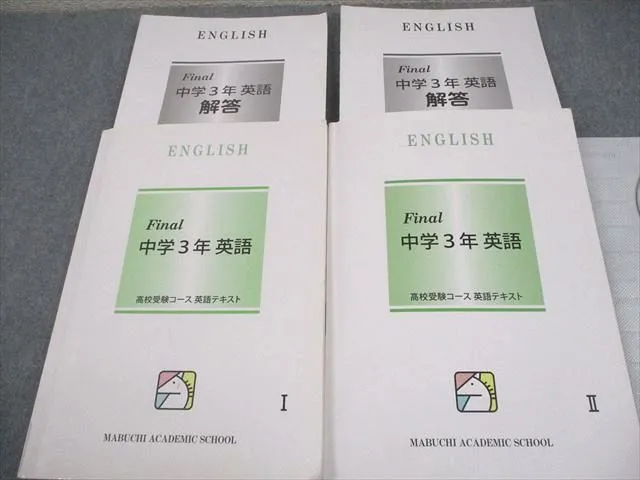 ENGLISH
Final
中学3年 英語
解答
ENGLISH
Final
中学3年 英語
解答
ENGLISH
Final
中学3年 英語
高校受験コース 英語テキスト
I
MABUCHI ACADEMIC SCHOOL
ENGLISH
Final
中学3年 英語
高校受験コース 英語テキスト
II
MABUCHI ACADEMIC SCHOOL